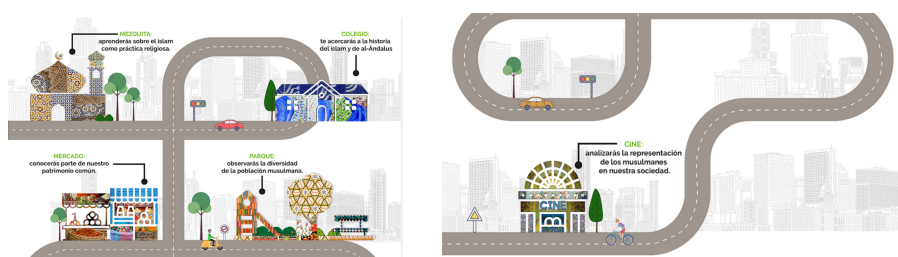 MEZQUITA:
aprenderás sobre el islam
como práctica religiosa.
COLEGIO:
te acercarás a la historia
del islam y de al-Ándalus
MERCADO:
conocerás parte de nuestro
patrimonio común.
PARQUE:
observarás la diversidad
de la población musulmana.
CINE:
analizarás la representación
de los musulmanes
en nuestra sociedad.
CINE